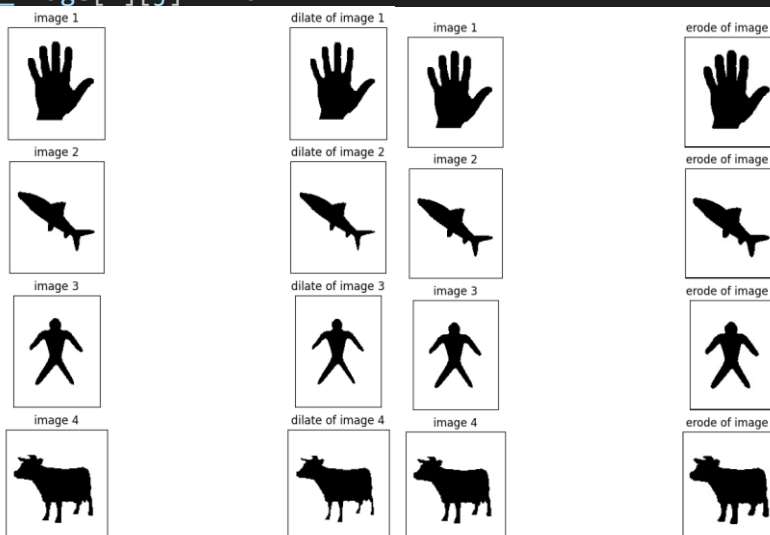 image 1
dilate of image 1
image 1
erode of image
image 2
dilate of image 2
image 2
erode of image
image 3
dilate of image 3
image 3
erode of image
image 4
dilate of image 4
image 4
erode of image